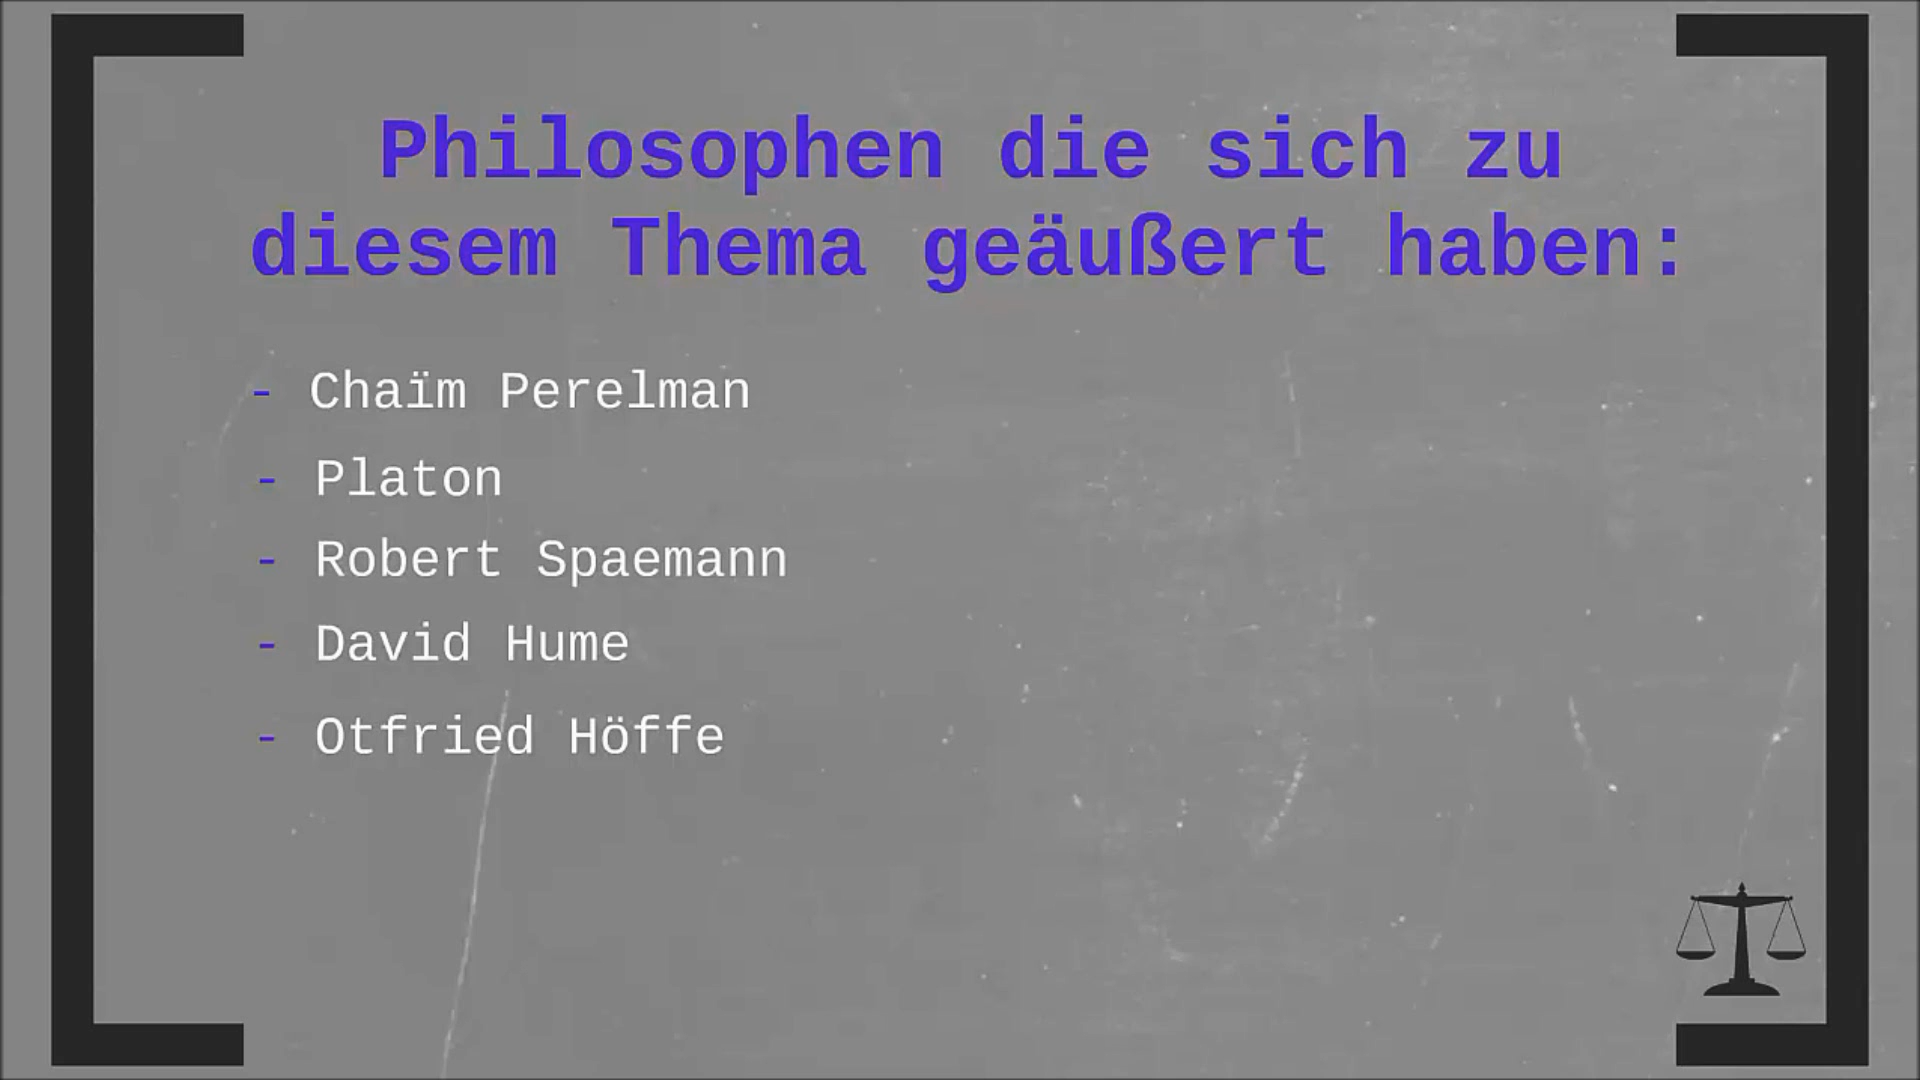 Philosophen die sich zu
diesem Thema geäußert haben:
- Chaïm Perelman
- Platon
- Robert Spaemann
- David Hume
- Otfried Höffe